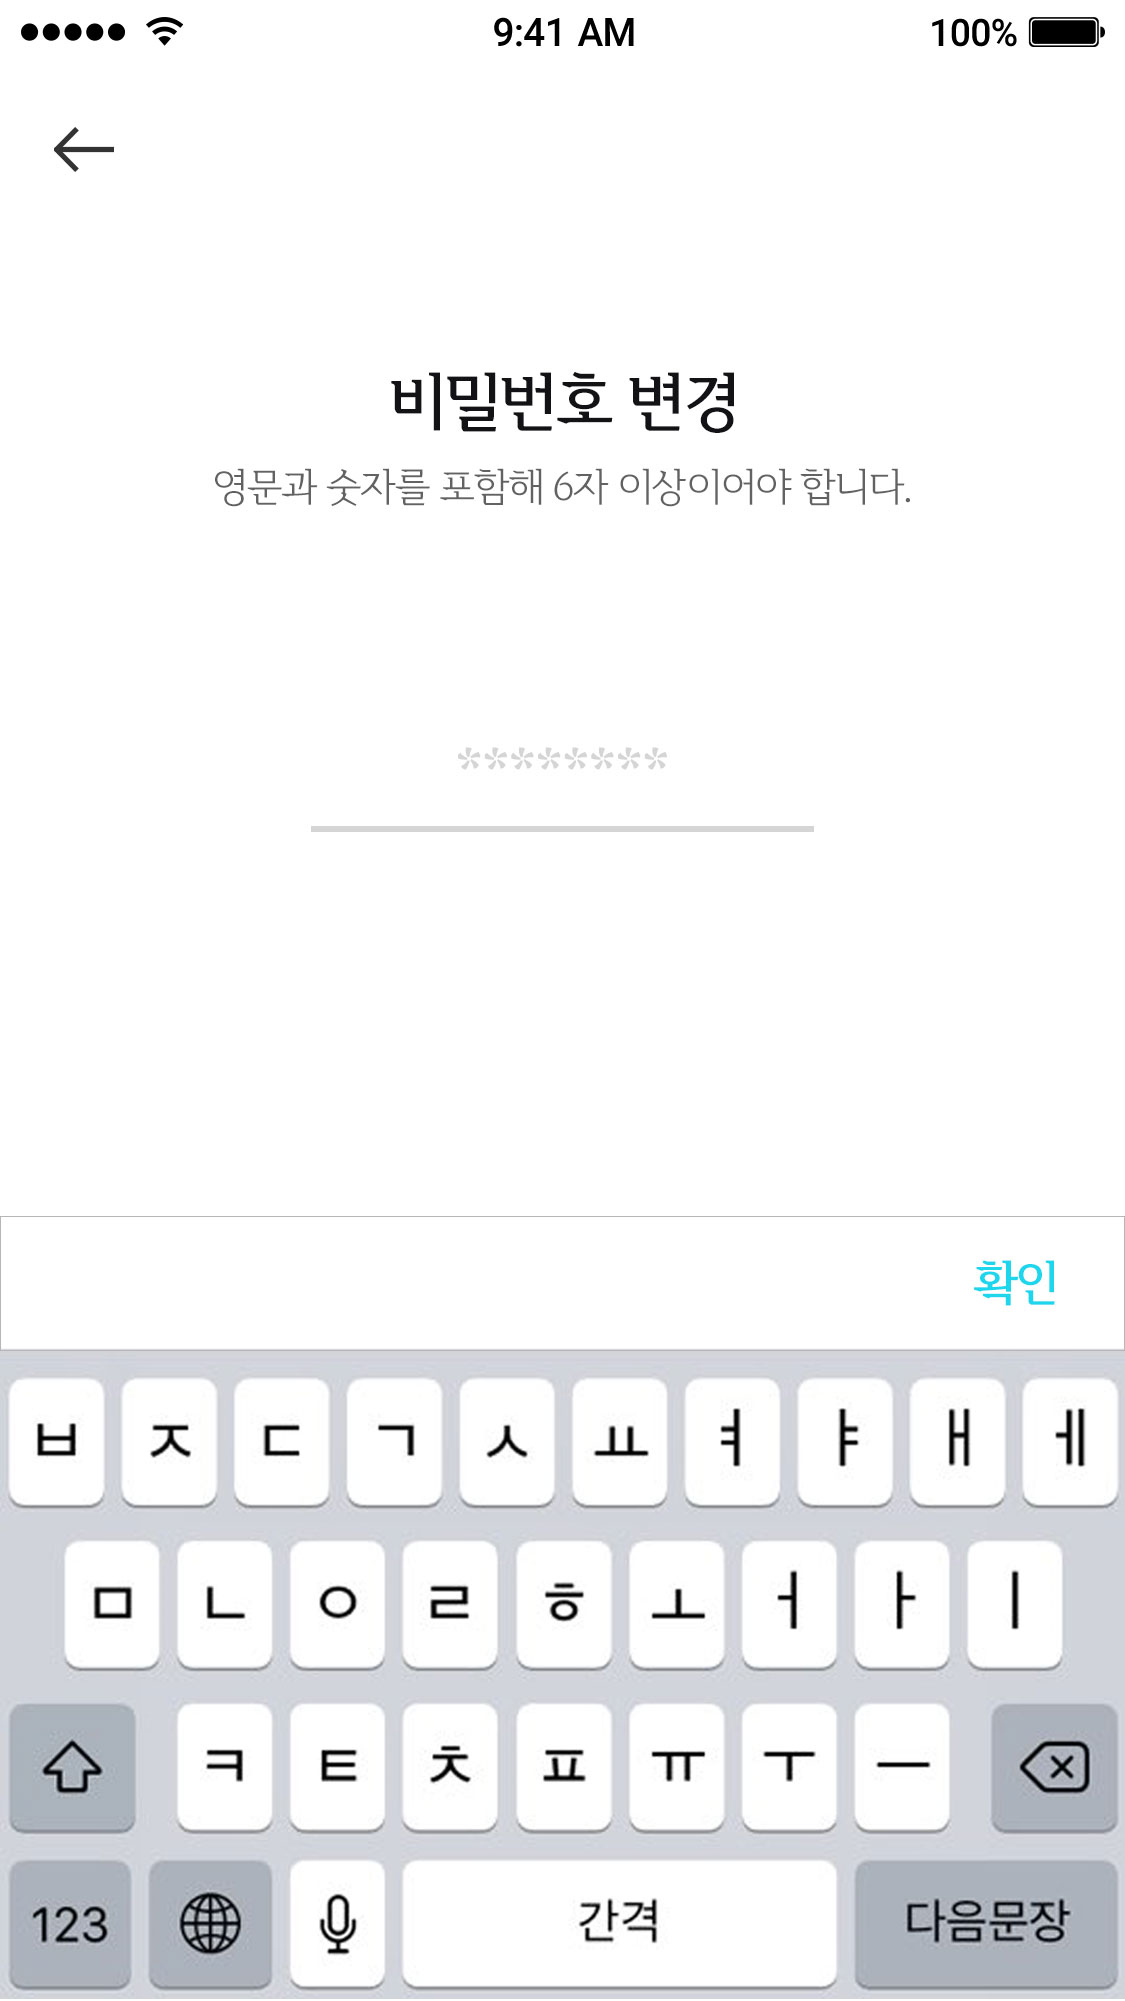 9:41 AM 100%
비밀번호 변경
영문과 숫자를 포함해 6자 이상이어야 합니다.
********
확인
ㅂ ㅈ ㄷ ㄱ ㅅ ㅛ ㅕ ㅑ ㅐ ㅔ
ㅁ ㄴ ㅇ ㄹ ㅎ ㅗ ㅓ ㅏ ㅣ
ㅋ ㅌ ㅊ ㅍ ㅠ ㅜ ㅡ
123 간격 다음문장